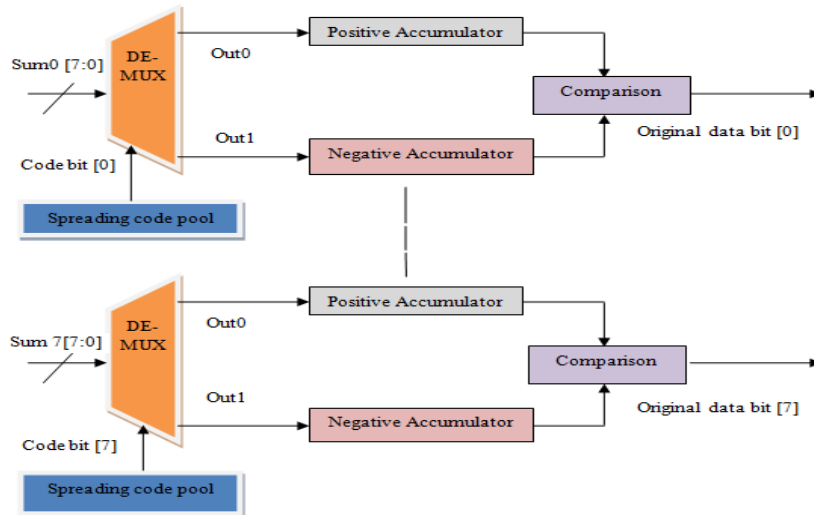 Positive Accumulator
Out0
Sum0 [7:0]
DE-
MUX
Comparison
Original data bit [0]
Out1
Negative Accumulator
Code bit [0]
Spreading code pool
Positive Accumulator
Out0
Sum 7[7:0]
DE-
MUX
Comparison
Original data bit [7]
Out1
Negative Accumulator
Code bit [7]
Spreading code pool